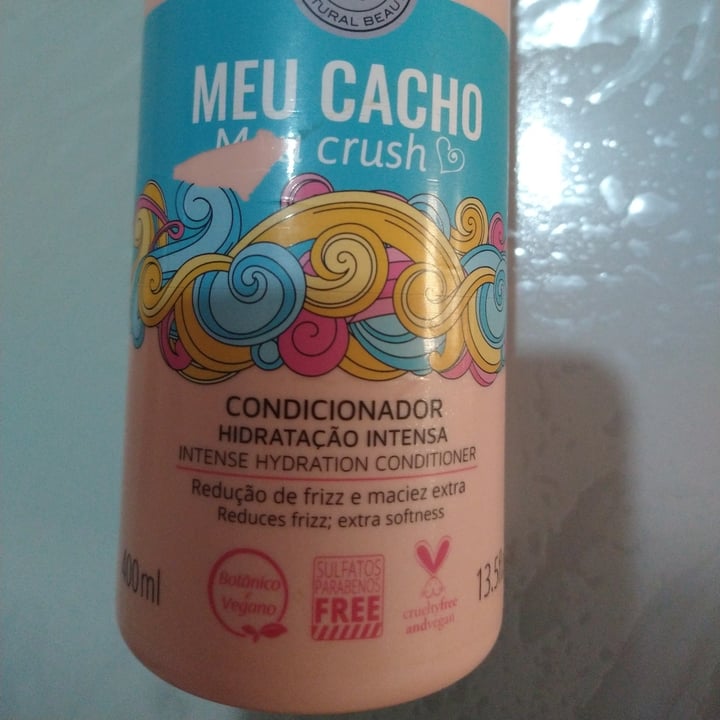 MEU CACHO
crush
CONDICIONADOR
HIDRATAÇÃO INTENSA
INTENSE HYDRATION CONDITIONER
Redução de frizz e maciez extra
Reduces frizz; extra softness
400ml
Botânico
e
Vegano
SULFATOS
PARABENOS
FREE
crueltyfree
andvegan